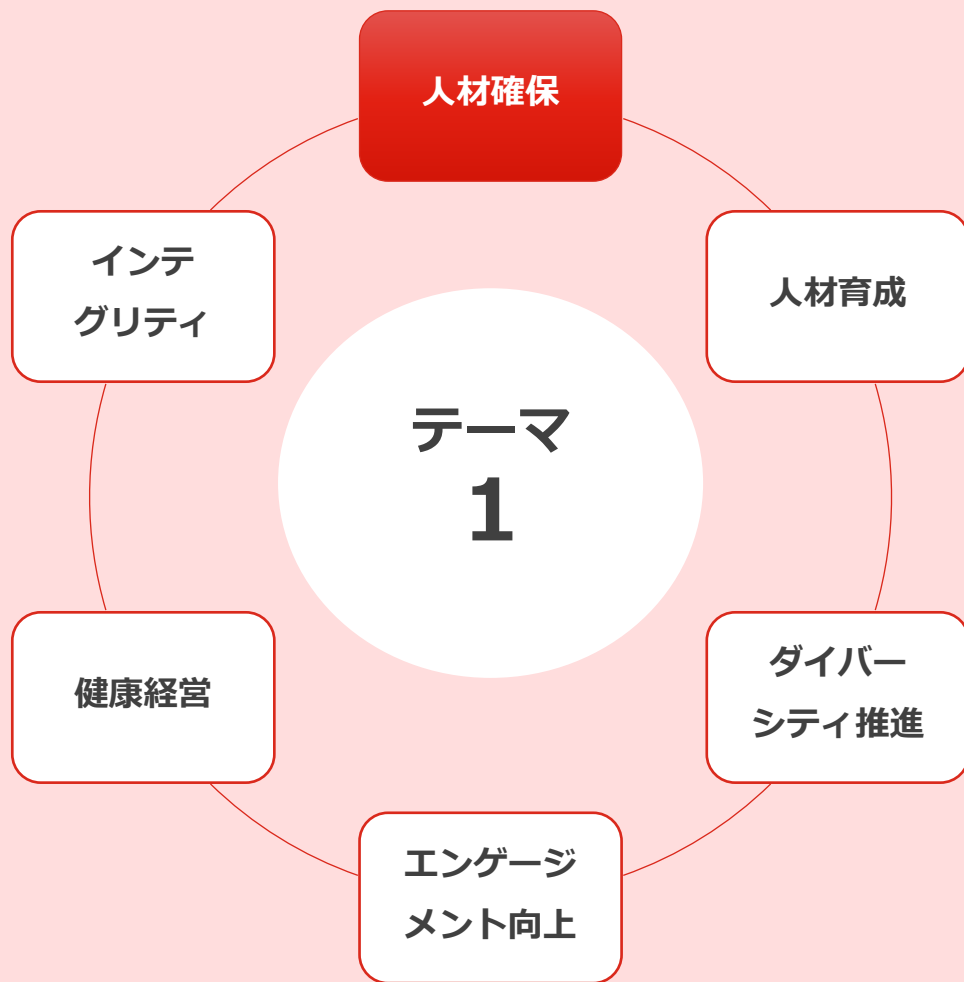 人材確保
インテ
グリティ
人材育成
テーマ
1
健康経営
ダイバー
シティ推進
エンゲージ
メント向上